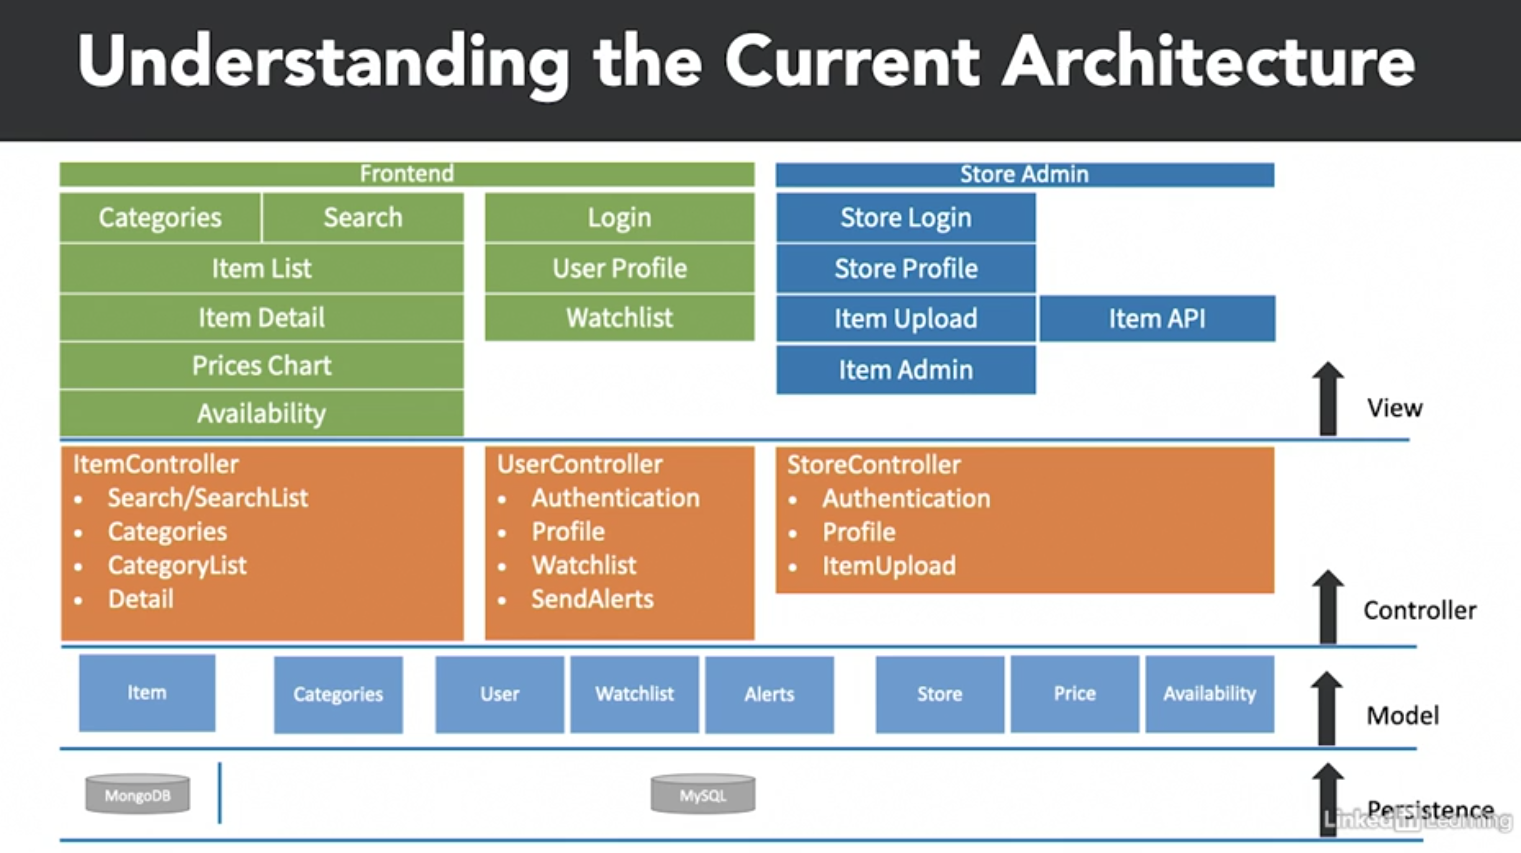 Understanding the Current Architecture
Frontend
Store Admin
Categories
Search
Login
Store Login
Item List
User Profile
Store Profile
Item Detail
Watchlist
Item Upload
Item API
Prices Chart
Item Admin
Availability
View
ItemController
• Search/SearchList
• Categories
• CategoryList
• Detail
UserController
• Authentication
• Profile
• Watchlist
• SendAlerts
StoreController
• Authentication
• Profile
• ItemUpload
Controller
Item
Categories
User
Watchlist
Alerts
Store
Price
Availability
Model
MongoDB
MySQL
Persistence
LinkedIn Learning